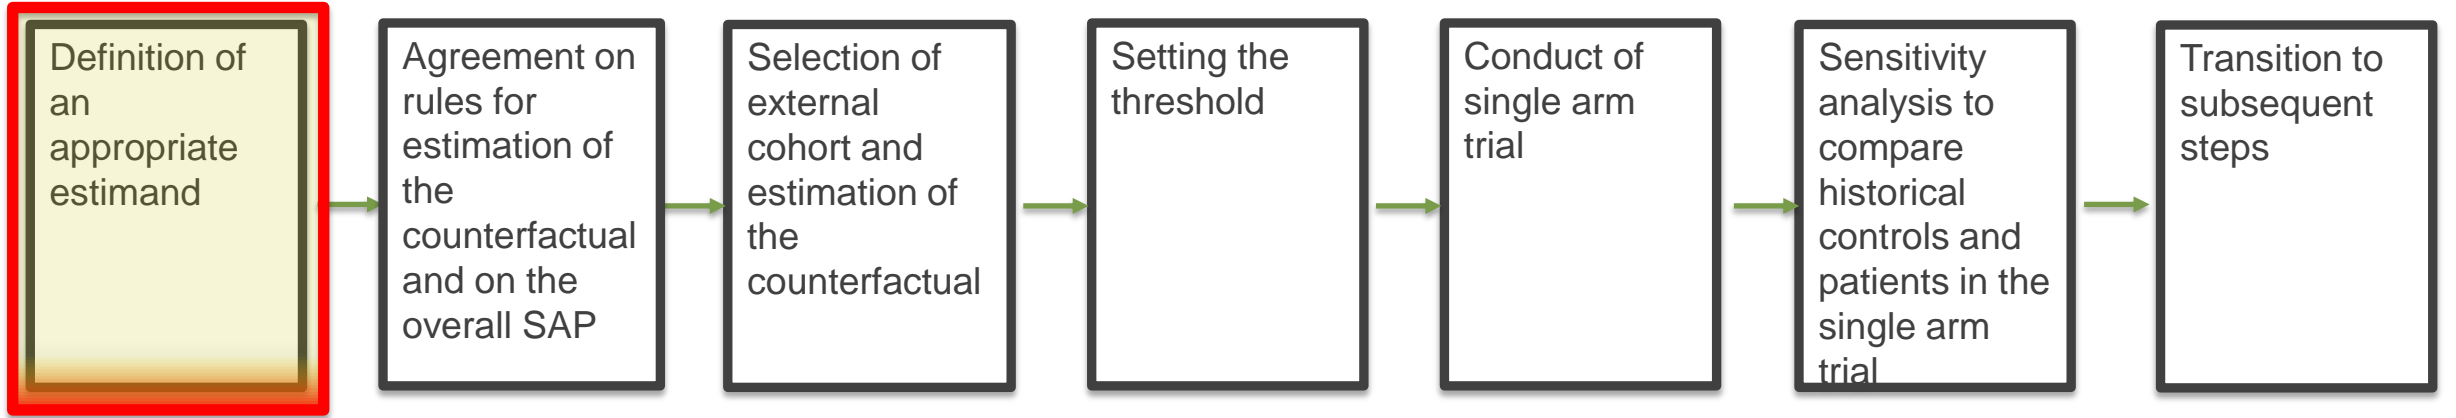 Definition of
an
appropriate
estimand
Agreement on
rules for
estimation of
the
counterfactual
and on the
overall SAP
Selection of
external
cohort and
estimation of
the
counterfactual
Setting the
threshold
Conduct of
single arm
trial
Sensitivity
analysis to
compare
historical
controls and
patients in the
single arm
trial
Transition to
subsequent
steps